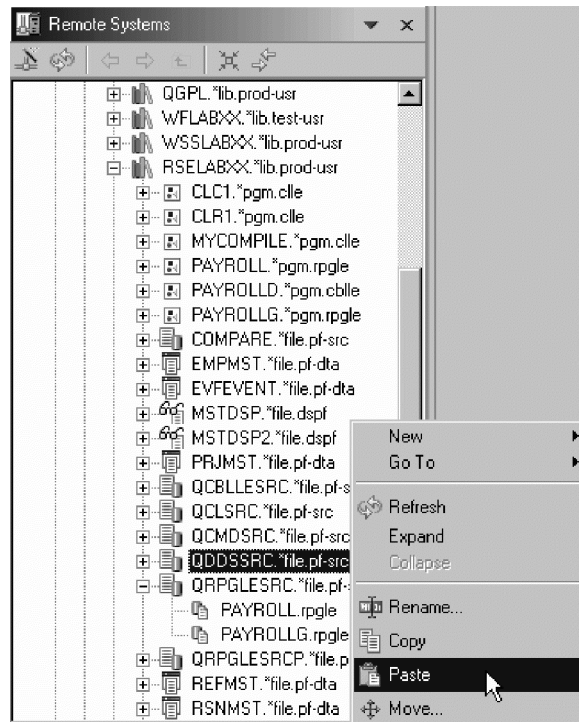 Remote Systems
QGPL.*lib.prod-usr
WFLABXX.*lib.test-usr
WSSLABXX.*lib.prod-usr
RSELABXX.*lib.prod-usr
CLC1.*pgm.clle
CLR1.*pgm.clle
MYCOMPILE.*pgm.clle
PAYROLL.*pgm.rpgle
PAYROLLD.*pgm.cblle
PAYROLLG.*pgm.rpgle
COMPARE.*file.pf-src
EMPMST.*file.pf-dta
EVFEVENT.*file.pf-dta
MSTDSP.*file.dspf
MSTDSP2.*file.dspf
PRJMST.*file.pf-dta
QCBLLESRC.*file.pf-s
QCLSRC.*file.pf-src
QCMDSRC.*file.pf-src
QDDSSRC.*file.pf-src
QRPGLESRC.*file.pf-
PAYROLL.rpgle
PAYROLLG.rpgle
QRPGLESRCP.*file.p
REFMST.*file.pf-dta
RSNMST.*file.pf-dta
New
Go To
Refresh
Expand
Collapse
Rename...
Copy
Paste
Move...